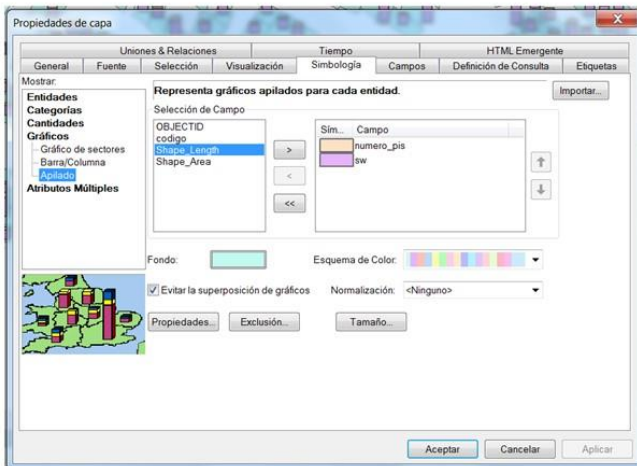 Propiedades de capa
Uniones & Relaciones Tiempo HTML Emergente
General Fuente Selección Visualización Simbología Campos Definición de Consulta Etiquetas
Mostrar:
Entidades
Categorías
Cantidades
Gráficos
Gráfico de sectores
Barra/Columna
Apilado
Atributos Múltiples
Representa gráficos apilados para cada entidad.
Importar...
Selección de Campo
OBJECTID
codigo
Shape_Length
Shape_Area
>
<
<<
Sím... Campo
numero_pis
sw
Fondo:
Esquema de Color:
Evitar la superposición de gráficos
Normalización: <Ninguno>
Propiedades... Exclusión... Tamaño...
Aceptar Cancelar Aplicar